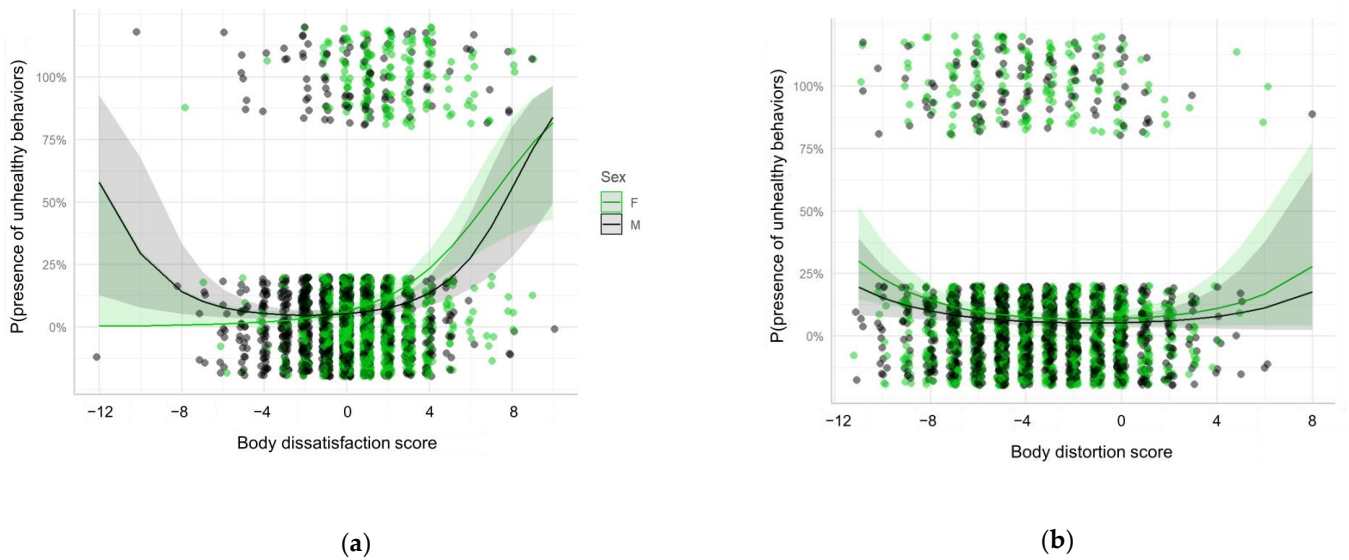 P(presence of unhealthy behaviors)
100%
75%
50%
25%
0%
−12
−8
−4
0
4
8
Body dissatisfaction score
Sex
F
M
(a)
P(presence of unhealthy behaviors)
100%
75%
50%
25%
0%
−12
−8
−4
0
4
8
Body distortion score
(b)